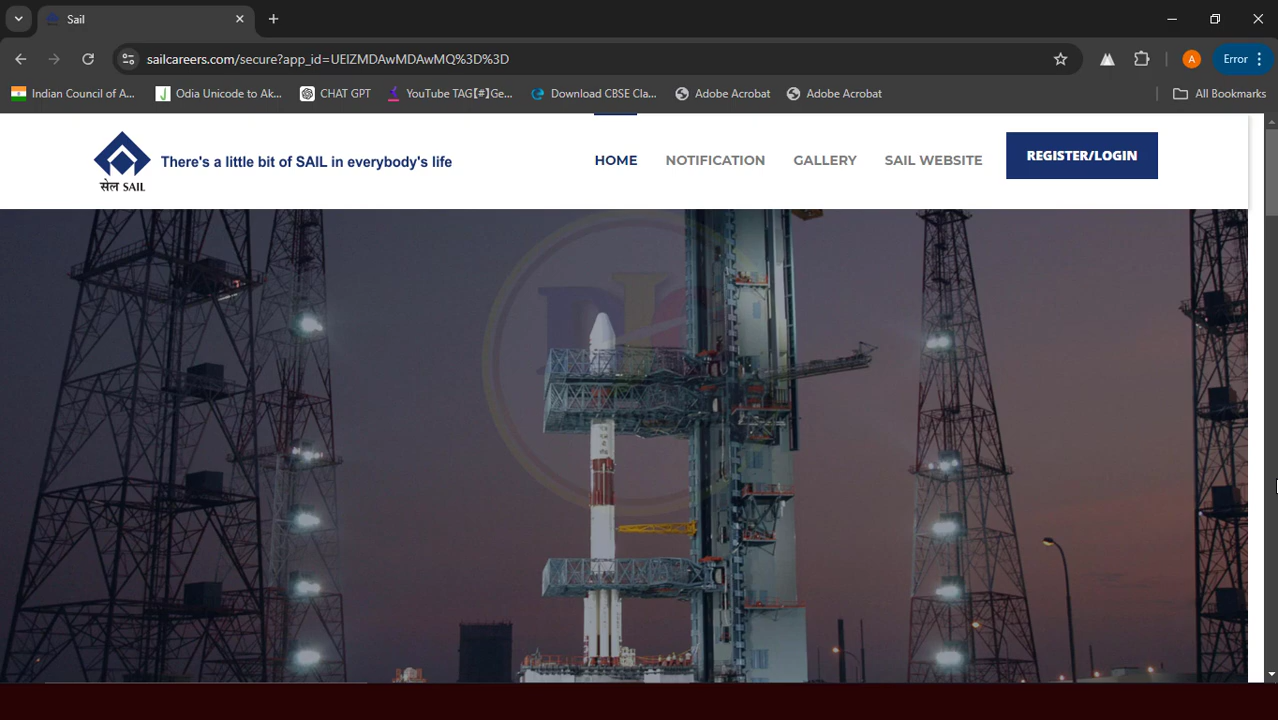 Sail
sailcareers.com/secure?app_id=UEIZMDAwMDAwMQ%3D%3D
A
Error
Indian Council of A...
Odia Unicode to Ak...
CHAT GPT
YouTube TAG【#】Ge...
Download CBSE Cla...
Adobe Acrobat
Adobe Acrobat
All Bookmarks
सेल SAIL
There's a little bit of SAIL in everybody's life
HOME
NOTIFICATION
GALLERY
SAIL WEBSITE
REGISTER/LOGIN